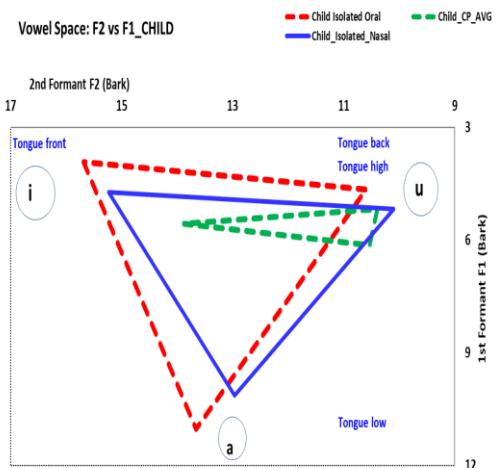 Vowel Space: F2 vs F1_CHILD
Child Isolated Oral
Child_CP_AVG
Child_Isolated_Nasal
2nd Formant F2 (Bark)
17 15 13 11 9
3
Tongue front
Tongue back
Tongue high
i
u
6
1st Formant F1 (Bark)
9
Tongue low
a
12